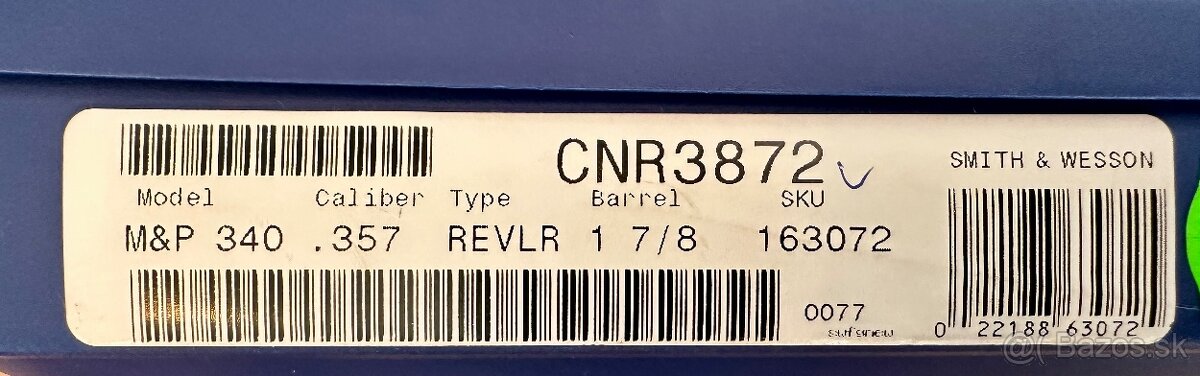 CNR3872
SMITH & WESSON
Model Caliber Type Barrel SKU
M&P 340 .357 REVLR 1 7/8 163072
0077
0 22188 63072
@( Bazos.sk